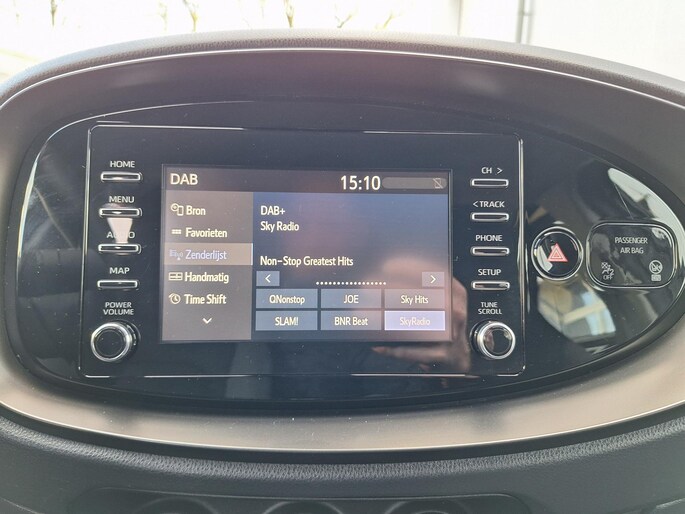 HOME
MENU
AUDIO
MAP
POWER
VOLUME
DAB
15:10
Bron
Favorieten
Zenderlijst
Handmatig
Time Shift
DAB+
Sky Radio
Non-Stop Greatest Hits
QNonstop
JOE
Sky Hits
SLAM!
BNR Beat
SkyRadio
CH >
< TRACK
PHONE
SETUP
TUNE
SCROLL
PASSENGER
AIR BAG
OFF